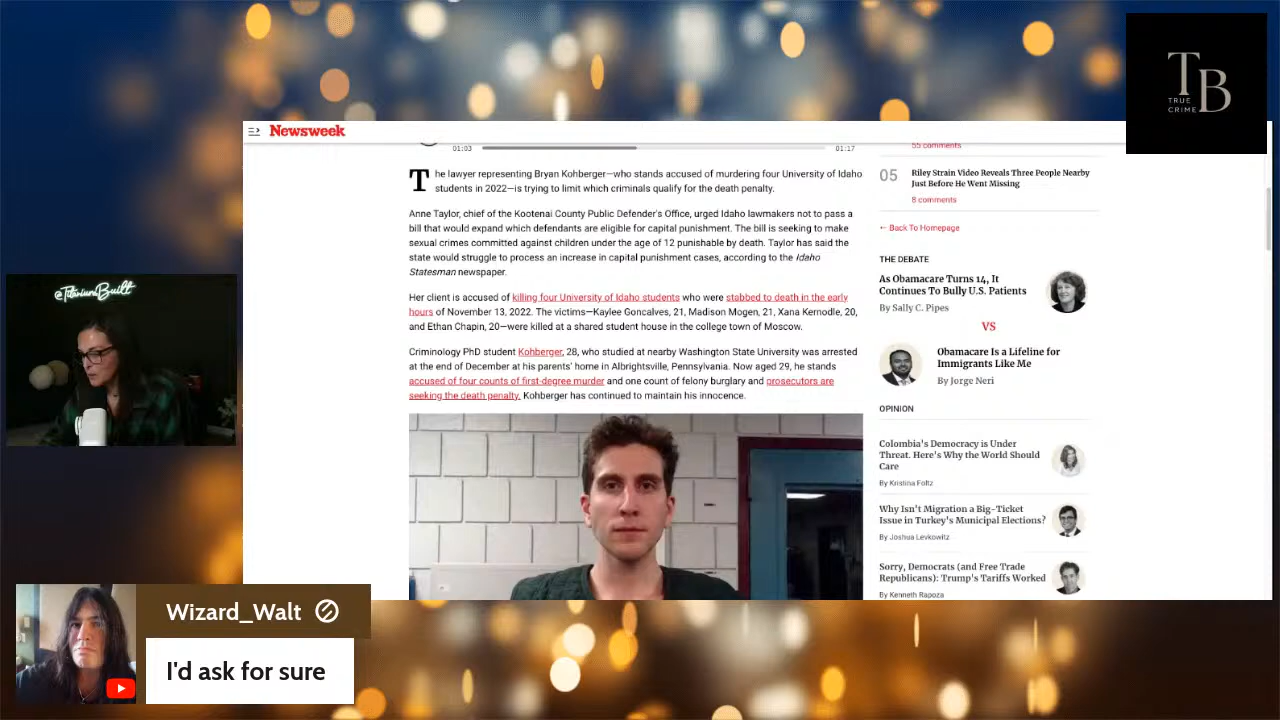 TB
TRUE
CRIME
Newsweek
01:03
01:17
The lawyer representing Bryan Kohberger—who stands accused of murdering four University of Idaho
students in 2022—is trying to limit which criminals qualify for the death penalty.
Anne Taylor, chief of the Kootenai County Public Defender's Office, urged Idaho lawmakers not to pass a
bill that would expand which defendants are eligible for capital punishment. The bill is seeking to make
sexual crimes committed against children under the age of 12 punishable by death. Taylor has said the
state would struggle to process an increase in capital punishment cases, according to the Idaho
Statesman newspaper.
Her client is accused of killing four University of Idaho students who were stabbed to death in the early
hours of November 13, 2022. The victims—Kaylee Goncalves, 21, Madison Mogen, 21, Xana Kernodle, 20,
and Ethan Chapin, 20—were killed at a shared student house in the college town of Moscow.
Criminology PhD student Kohberger, 28, who studied at nearby Washington State University was arrested
at the end of December at his parents' home in Albrightsville, Pennsylvania. Now aged 29, he stands
accused of four counts of first-degree murder and one count of felony burglary and prosecutors are
seeking the death penalty. Kohberger has continued to maintain his innocence.
55 comments
05
Riley Strain Video Reveals Three People Nearby
Just Before He Went Missing
8 comments
← Back To Homepage
THE DEBATE
As Obamacare Turns 14, It
Continues To Bully U.S. Patients
By Sally C. Pipes
VS
Obamacare Is a Lifeline for
Immigrants Like Me
By Jorge Neri
OPINION
Colombia's Democracy is Under
Threat. Here's Why the World Should
Care
By Kristina Foltz
Why Isn't Migration a Big-Ticket
Issue in Turkey's Municipal Elections?
By Joshua Levkowitz
Sorry, Democrats (and Free Trade
Republicans): Trump's Tariffs Worked
By Kenneth Rapoza
@TitaniumBuilt
Wizard_Walt
I'd ask for sure